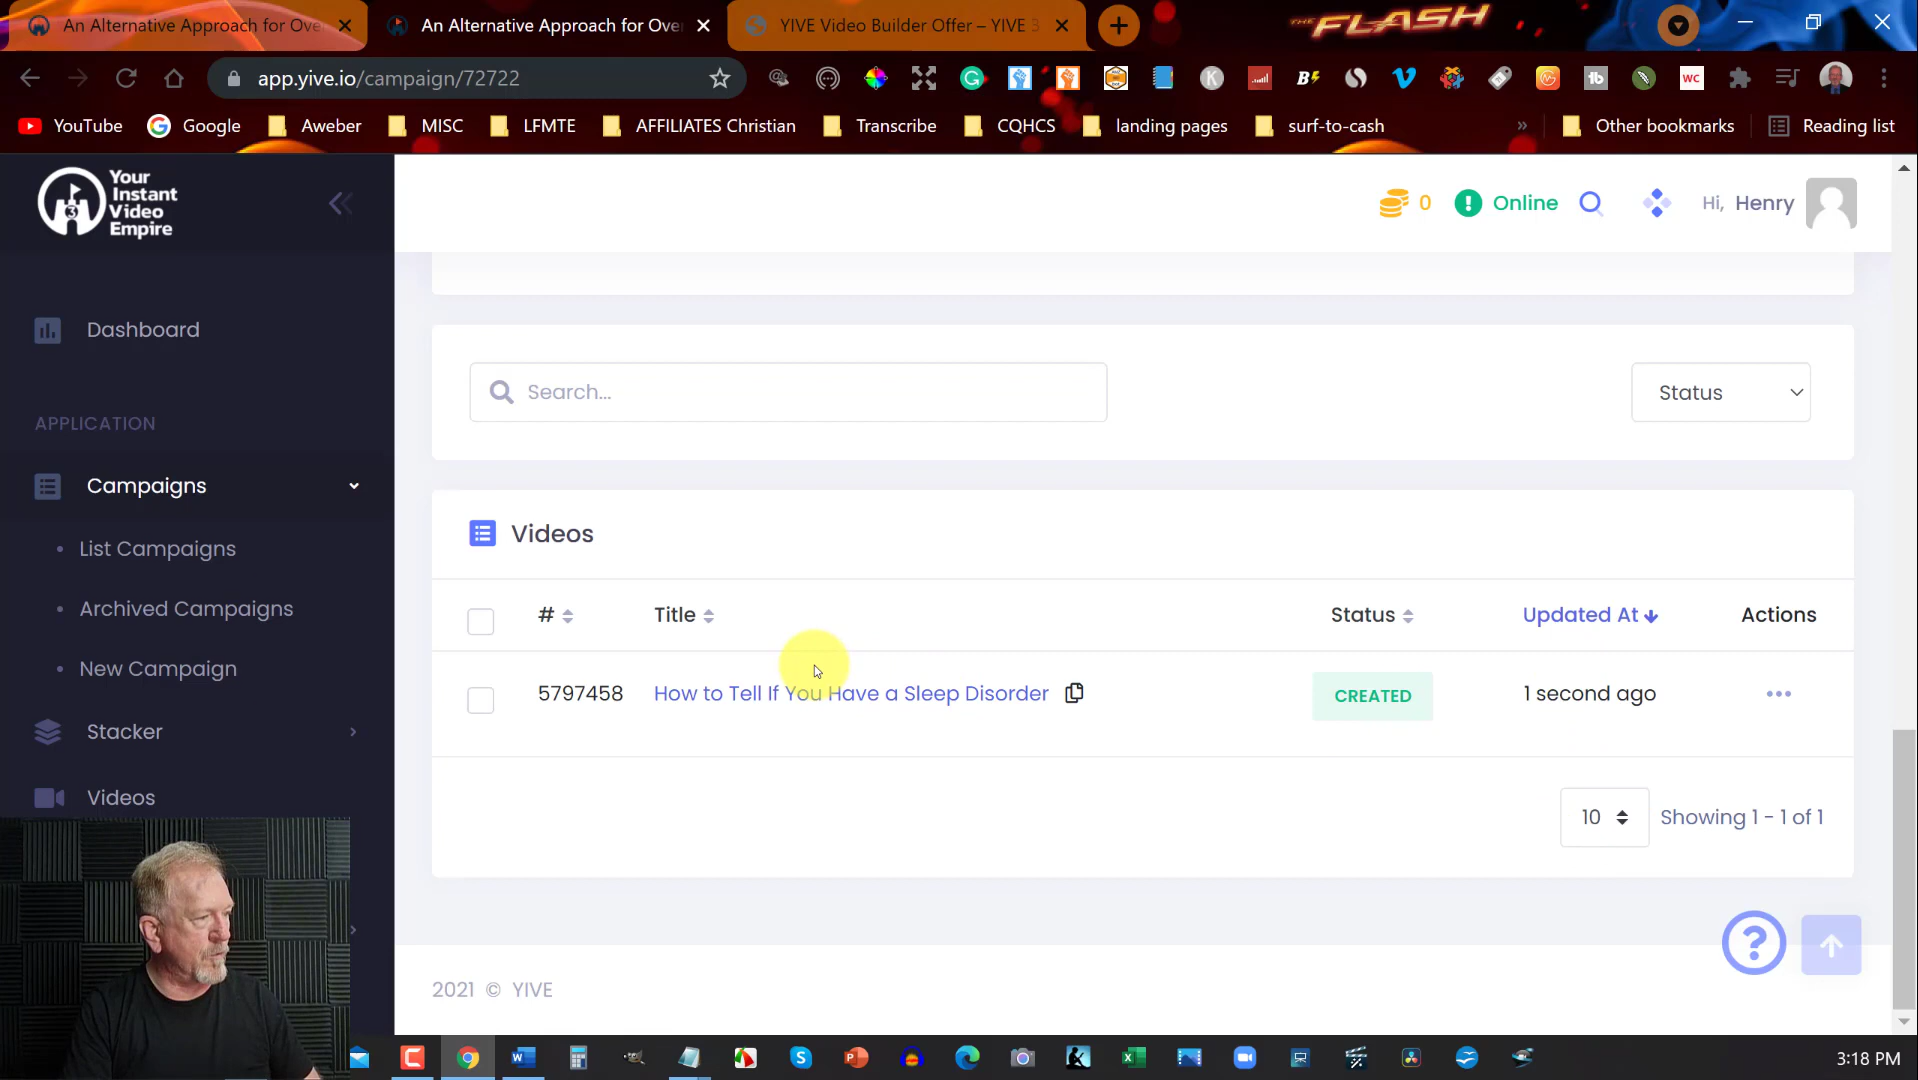 An Alternative Approach for Ove
An Alternative Approach for Ove
YIVE Video Builder Offer – YIVE 3
THE FLASH
app.yive.io/campaign/72722
YouTube
Google
Aweber
MISC
LFMTE
AFFILIATES Christian
Transcribe
CQHCS
landing pages
surf-to-cash
»
Other bookmarks
Reading list
Your
Instant
Video
Empire
3
0
Online
Hi, Henry
Dashboard
APPLICATION
Campaigns
• List Campaigns
• Archived Campaigns
• New Campaign
Stacker
Videos
Search...
Status
Videos
# Title Status Updated At Actions
5797458 How to Tell If You Have a Sleep Disorder CREATED 1 second ago •••
10 Showing 1 - 1 of 1
?
2021 © YIVE
3:18 PM